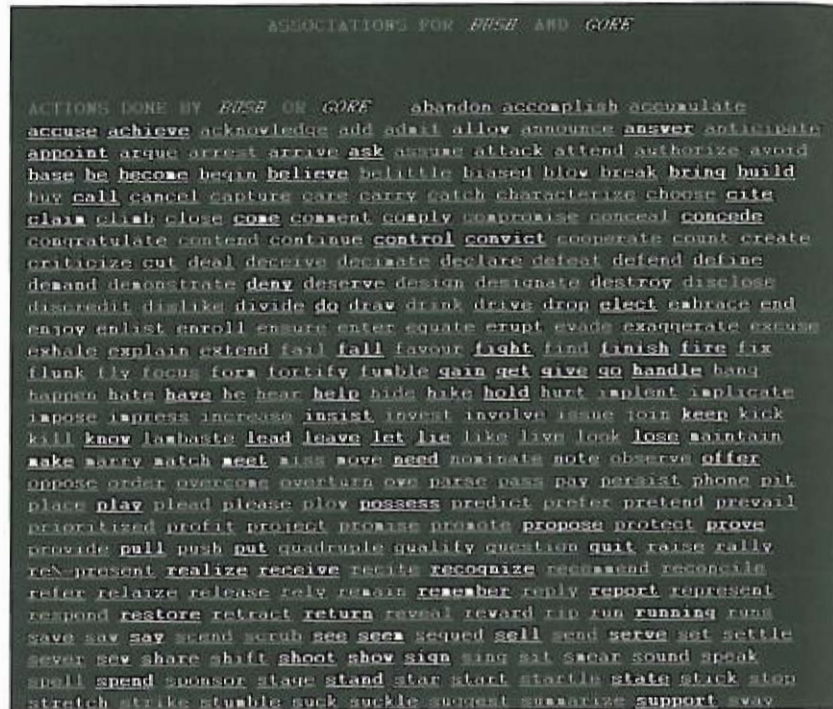 ASSOCIATIONS FOR BUSH AND GORE
ACTIONS DONE BY BUSH OR GORE abandon accomplish accumulate
accuse achieve acknowledge add admit allow announce answer anticipate
appoint argue arrest arrive ask assume attack attend authorize avoid
base be become begin believe belittle biased blow break bring build
buy call cancel capture care carry catch characterize choose cite
claim climb close come comment comply compromise conceal concede
congratulate contend continue control convict cooperate count create
criticize cut deal deceive decimate declare defeat defend define
demand demonstrate deny deserve design designate destroy disclose
discredit dislike divide do draw drink drive drop elect embrace end
enjoy enlist enroll ensure enter equate erupt evade exaggerate excuse
exhale explain extend fail fall favour fight find finish fire fix
flunk fly focus form fortify fumble gain get give go handle hang
happen hate have he hear help hide hike hold hurt implent implicate
impose impress increase insist invest involve issue join keep kick
kill know lambaste lead leave let lie like live look lose maintain
make marry match meet miss move need nominate note observe offer
oppose order overcome overturn owe parse pass pay persist phone pit
place play plead please plow possess predict prefer pretend prevail
prioritized profit project promise promote propose protect prove
provide pull push put quadruple qualify question quit raise rally
re\-present realize receive recite recognize recommend reconcile
refer relaize release rely remain remember reply report represent
respond restore retract return reveal reward rip run running runs
save saw say scend scrub see seem sequed sell send serve set settle
sever sew share shift shoot show sign sing sit smear sound speak
spell spend sponsor stage stand star start startle state stick stop
stretch strike stumble suck suckle suggest summarize support sway